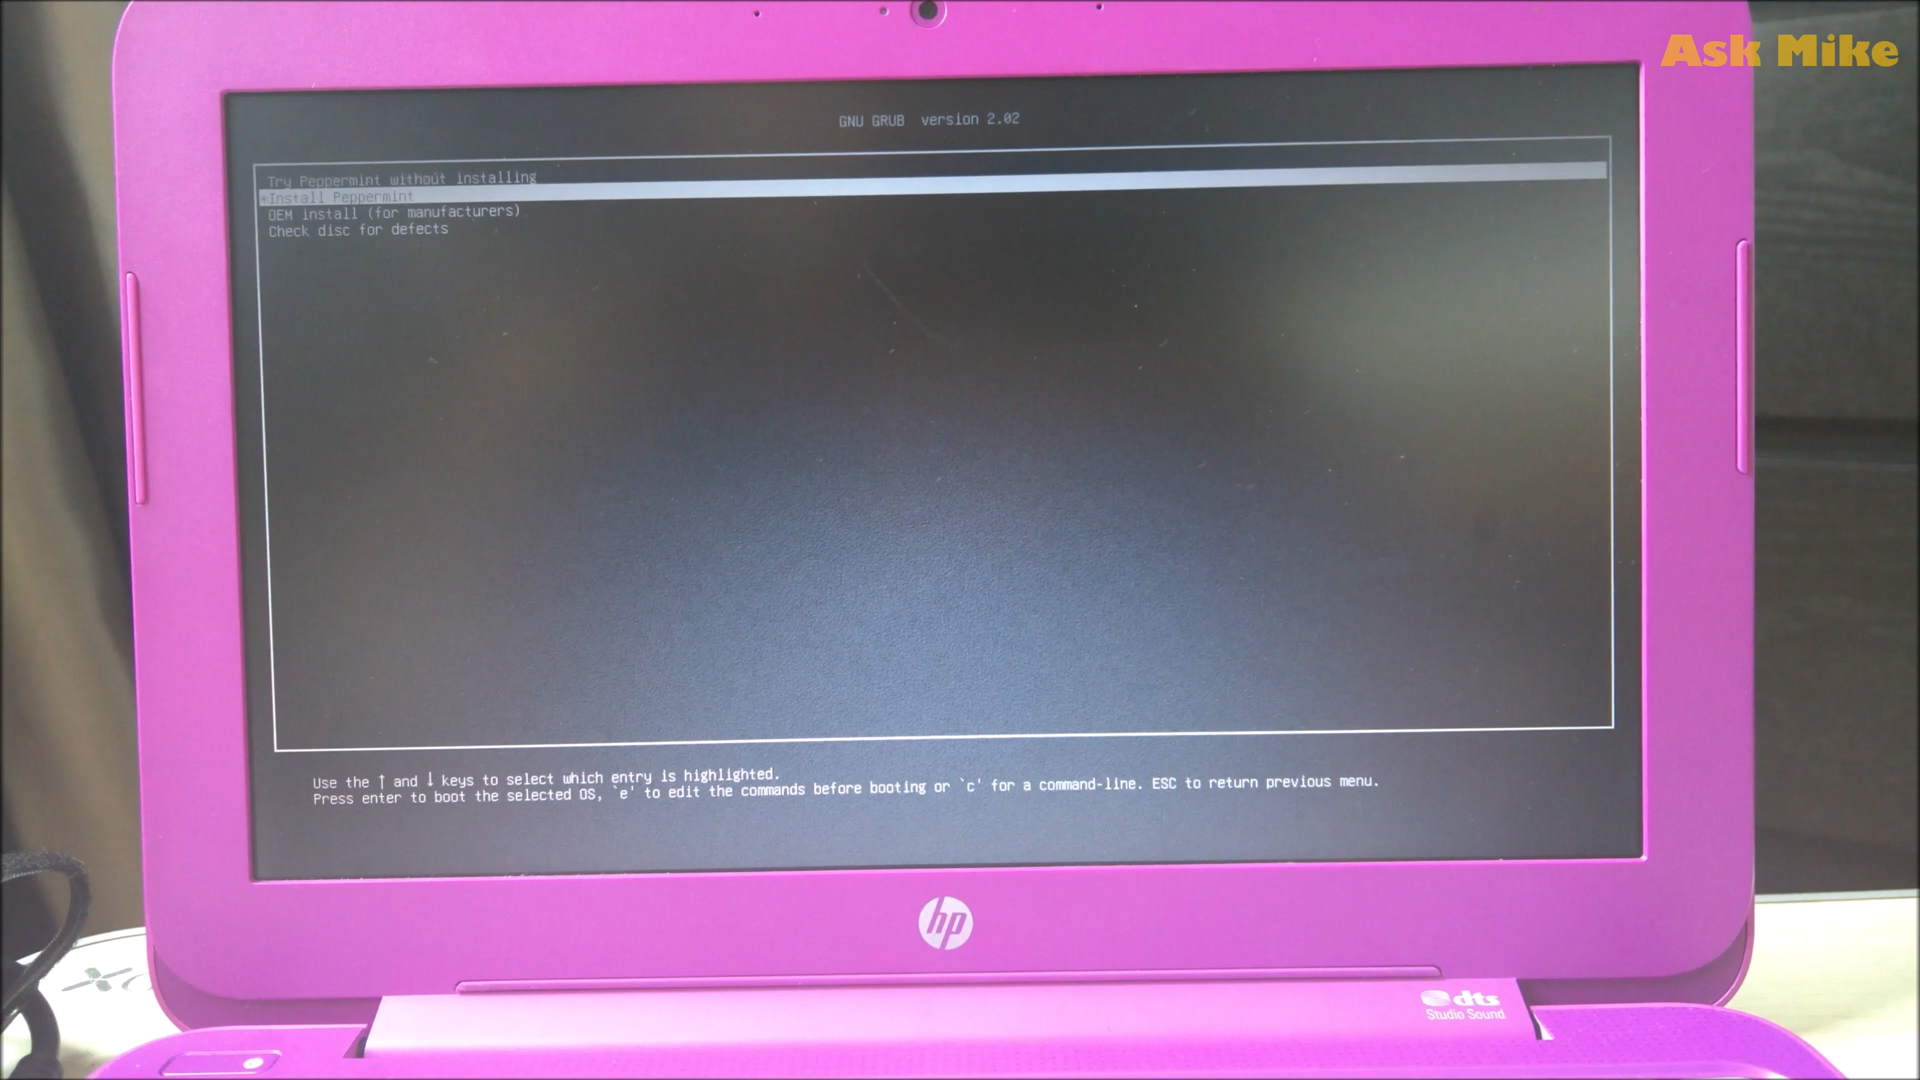 Ask Mike
GNU GRUB version 2.02
Try Peppermint without installing
*Install Peppermint
OEM install (for manufacturers)
Check disc for defects
Use the ↑ and ↓ keys to select which entry is highlighted.
Press enter to boot the selected OS, `e' to edit the commands before booting or `c' for a command-line. ESC to return previous menu.
hp
dts
Studio Sound